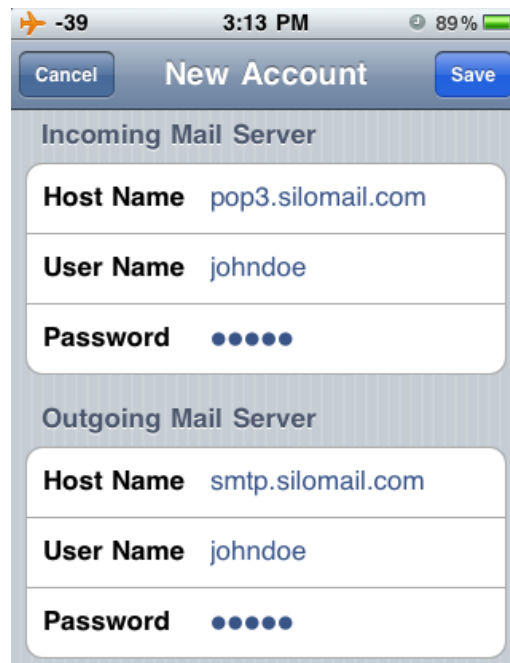 -39 3:13 PM 89%
Cancel New Account Save
Incoming Mail Server
Host Name pop3.silomail.com
User Name johndoe
Password ●●●●●
Outgoing Mail Server
Host Name smtp.silomail.com
User Name johndoe
Password ●●●●●